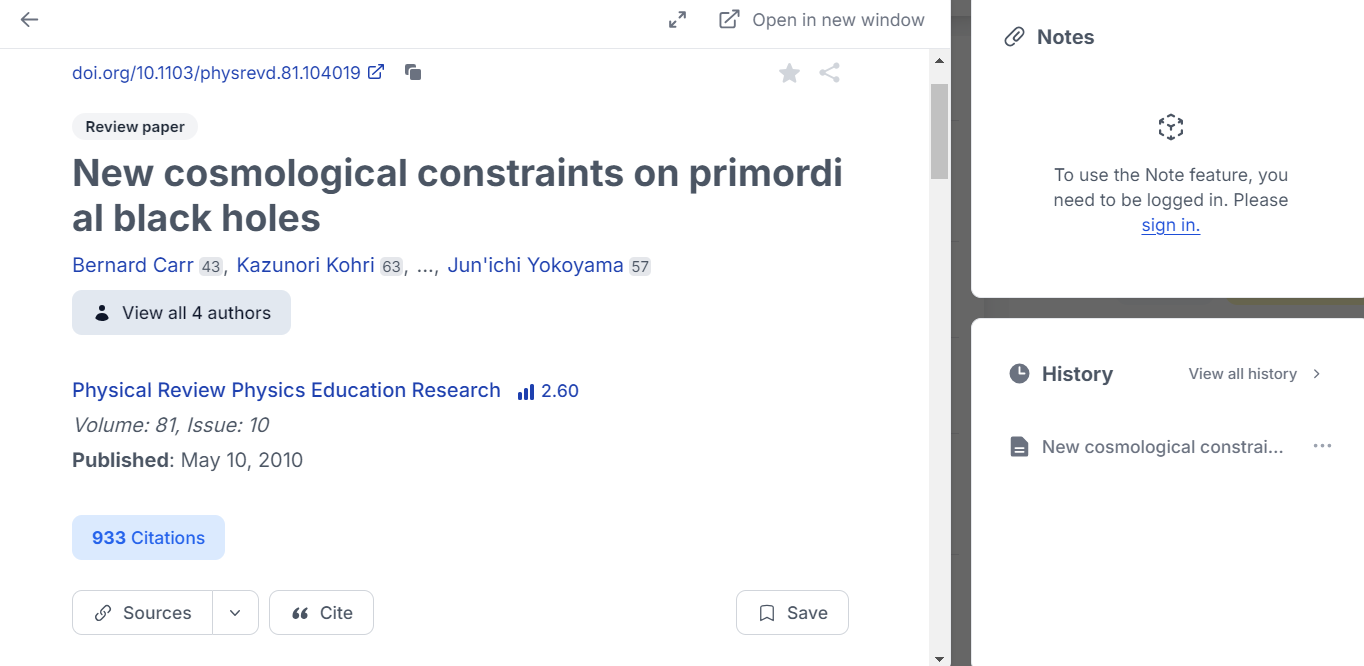 Open in new window
doi.org/10.1103/physrevd.81.104019
Review paper
New cosmological constraints on primordi
al black holes
Bernard Carr 43, Kazunori Kohri 63, ..., Jun'ichi Yokoyama 57
View all 4 authors
Physical Review Physics Education Research 2.60
Volume: 81, Issue: 10
Published: May 10, 2010
933 Citations
Sources
Cite
Save
Notes
To use the Note feature, you
need to be logged in. Please
sign in.
History
View all history
New cosmological constrai...